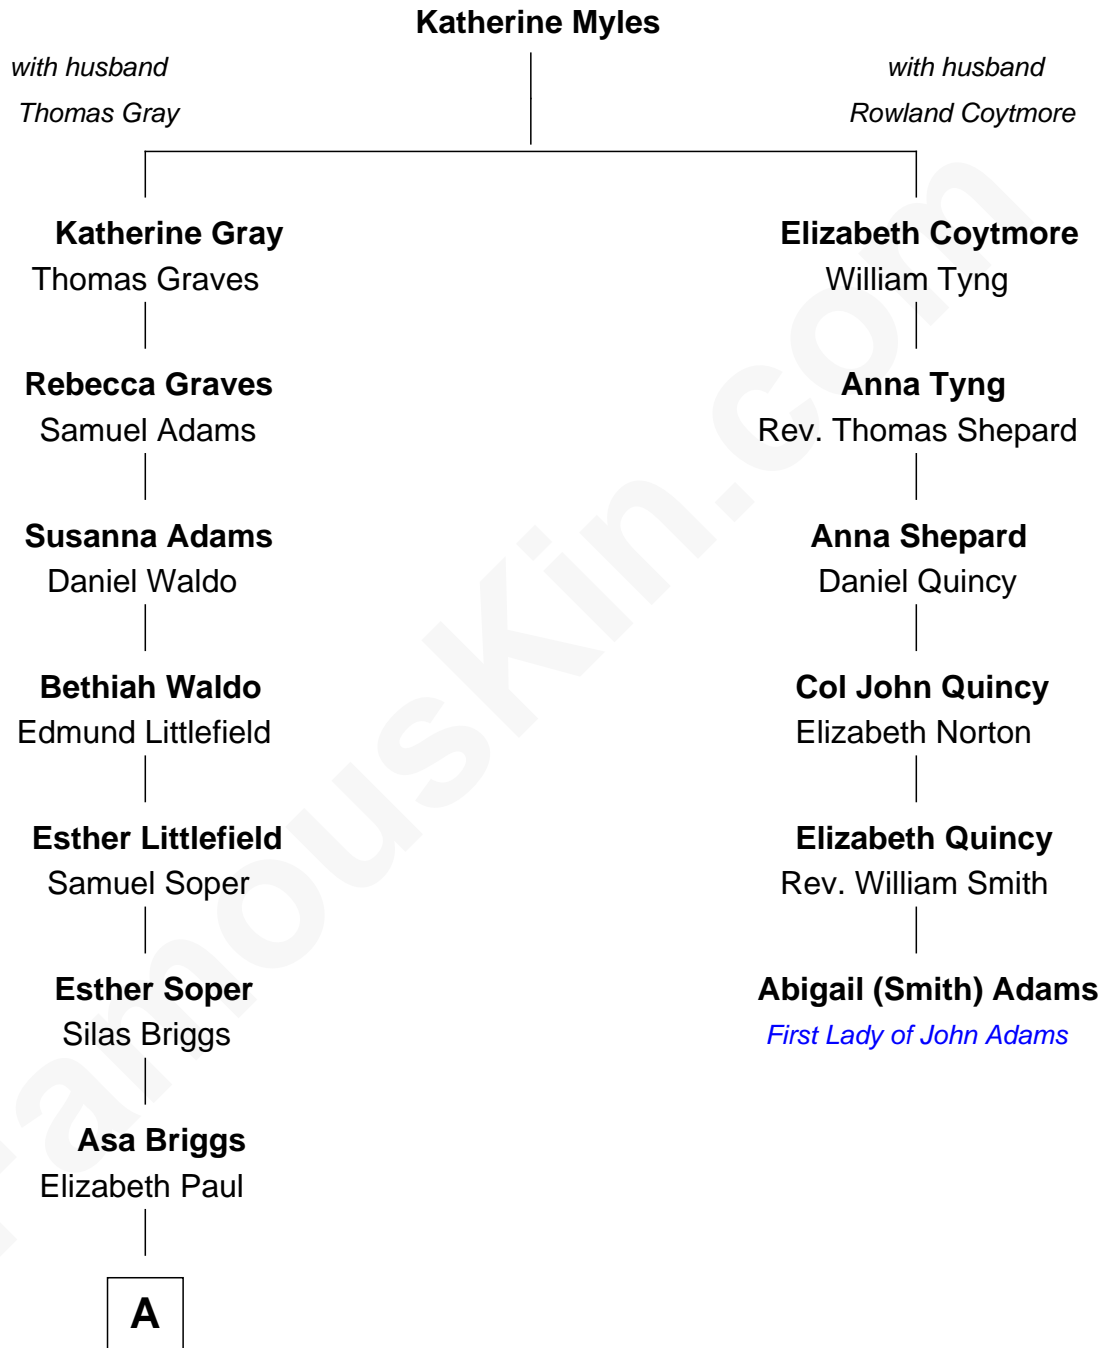 Katherine Myles
with husband
Thomas Gray
with husband
Rowland Coytmore
Katherine Gray
Thomas Graves
Elizabeth Coytmore
William Tyng
Rebecca Graves
Samuel Adams
Anna Tyng
Rev. Thomas Shepard
Susanna Adams
Daniel Waldo
Anna Shepard
Daniel Quincy
Bethiah Waldo
Edmund Littlefield
Col John Quincy
Elizabeth Norton
Esther Littlefield
Samuel Soper
Elizabeth Quincy
Rev. William Smith
Esther Soper
Silas Briggs
Abigail (Smith) Adams
First Lady of John Adams
Asa Briggs
Elizabeth Paul
A
FamousKin.com